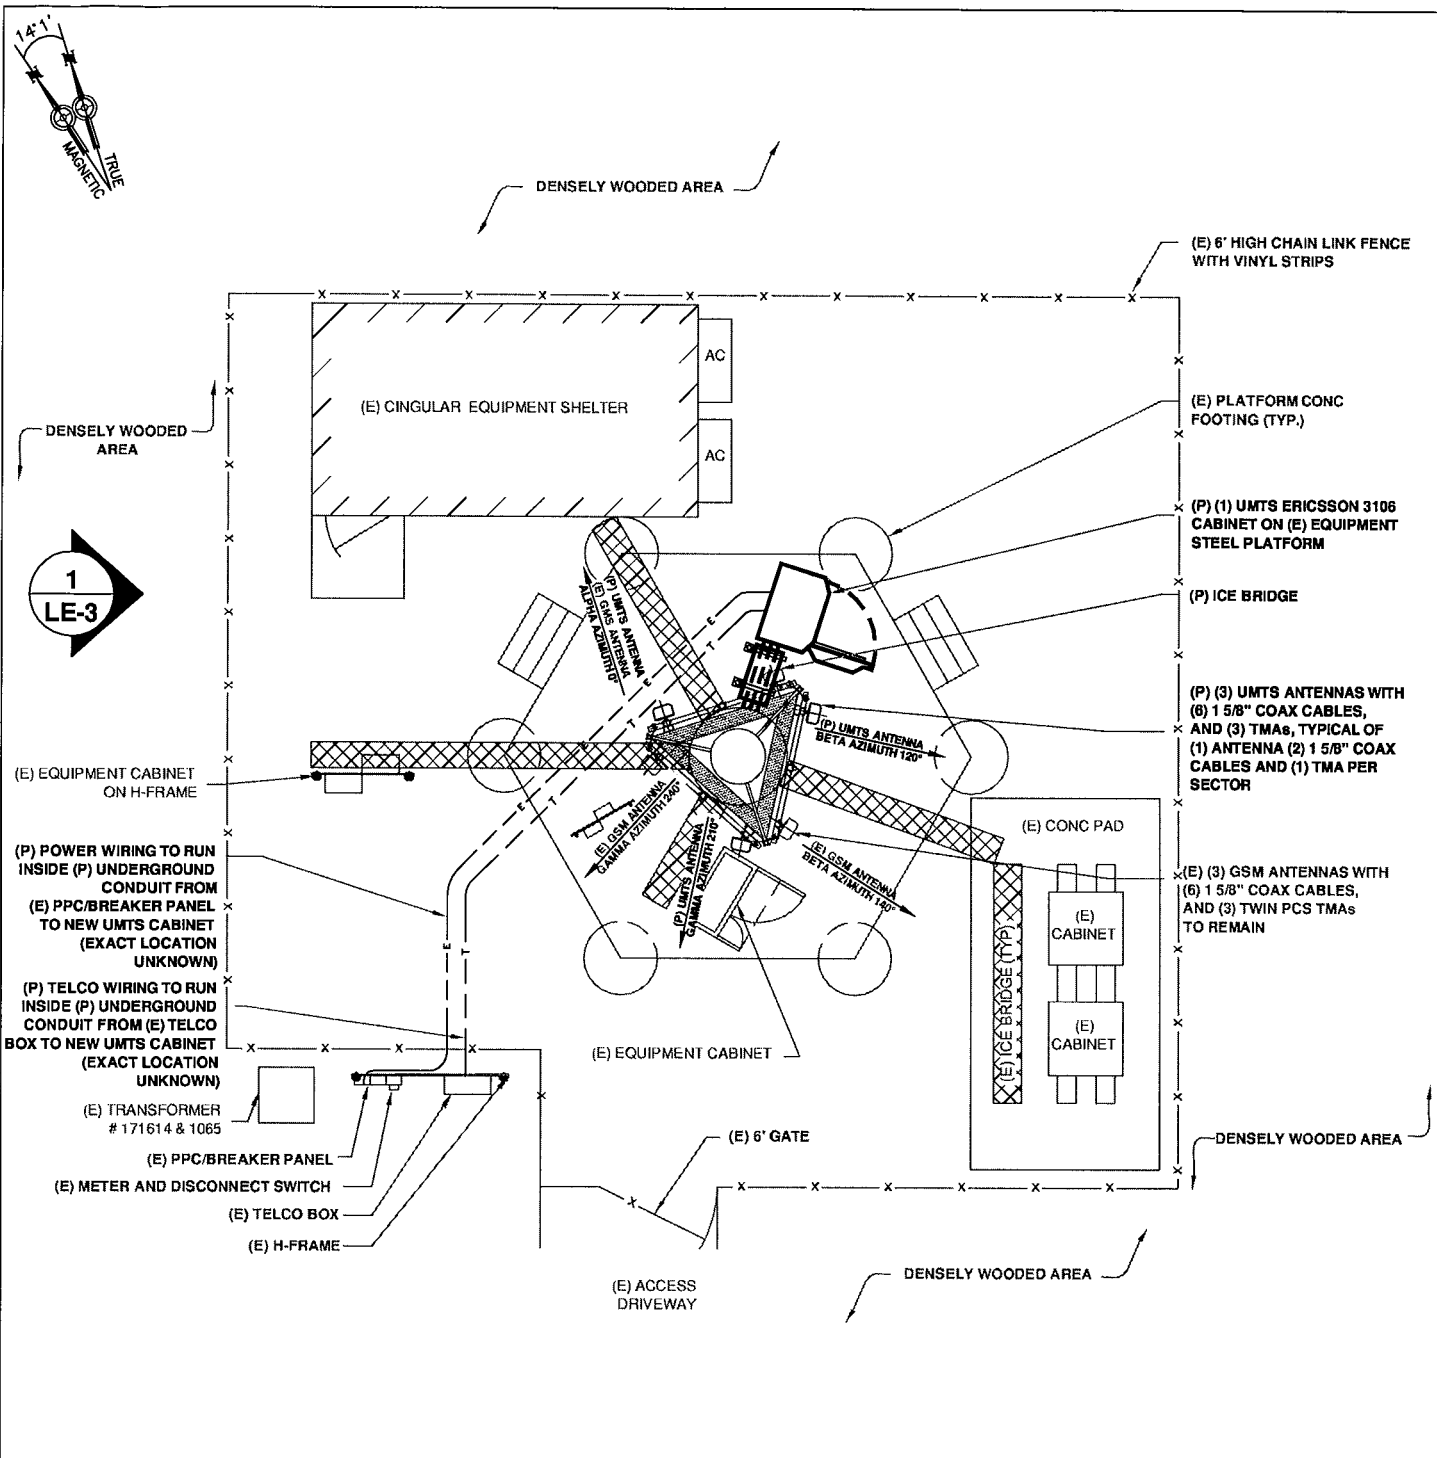 14°1'
N
N
MAGNETIC
TRUE
DENSELY WOODED AREA
(E) 6' HIGH CHAIN LINK FENCE
WITH VINYL STRIPS
AC
(E) CINGULAR EQUIPMENT SHELTER
AC
DENSELY WOODED
AREA
(E) PLATFORM CONC
FOOTING (TYP.)
(P) (1) UMTS ERICSSON 3106
CABINET ON (E) EQUIPMENT
STEEL PLATFORM
1
LE-3
(P) ICE BRIDGE
(P) UMTS ANTENNA
(E) GMS ANTENNA
ALPHA AZIMUTH 0°
(P) UMTS ANTENNA
BETA AZIMUTH 120°
(P) (3) UMTS ANTENNAS WITH
(6) 1 5/8" COAX CABLES,
AND (3) TMAs, TYPICAL OF
(1) ANTENNA (2) 1 5/8" COAX
CABLES AND (1) TMA PER
SECTOR
(E) EQUIPMENT CABINET
ON H-FRAME
(E) GSM ANTENNA
GAMMA AZIMUTH 240°
(P) UMTS ANTENNA
GAMMA AZIMUTH 210°
(E) GSM ANTENNA
BETA AZIMUTH 140°
(E) CONC PAD
(P) POWER WIRING TO RUN
INSIDE (P) UNDERGROUND
CONDUIT FROM
(E) PPC/BREAKER PANEL
TO NEW UMTS CABINET
(EXACT LOCATION
UNKNOWN)
(E) (3) GSM ANTENNAS WITH
(6) 1 5/8" COAX CABLES,
AND (3) TWIN PCS TMAs
TO REMAIN
(E)
CABINET
(E)
CABINET
(E) ICE BRIDGE (TYP)
E
T
E
T
E
T
E
T
(P) TELCO WIRING TO RUN
INSIDE (P) UNDERGROUND
CONDUIT FROM (E) TELCO
BOX TO NEW UMTS CABINET
(EXACT LOCATION
UNKNOWN)
(E) EQUIPMENT CABINET
(E) TRANSFORMER
# 171614 & 1065
(E) PPC/BREAKER PANEL
(E) METER AND DISCONNECT SWITCH
(E) TELCO BOX
(E) H-FRAME
(E) 6' GATE
DENSELY WOODED AREA
(E) ACCESS
DRIVEWAY
DENSELY WOODED AREA